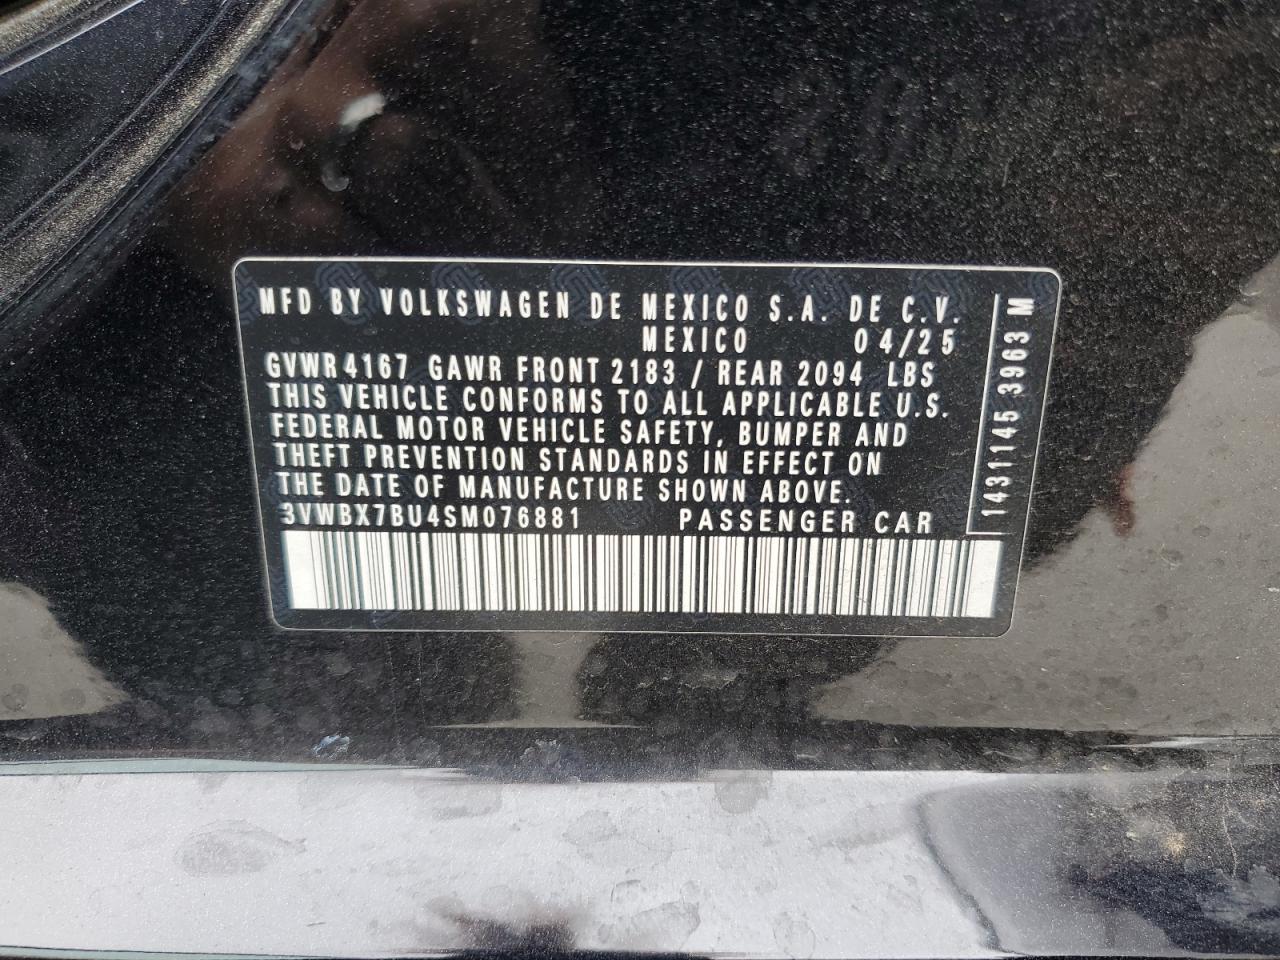 MFD BY VOLKSWAGEN DE MEXICO S.A. DE C.V.
MEXICO 04/25
GVWR 4167 GAWR FRONT 2183 / REAR 2094 LBS
THIS VEHICLE CONFORMS TO ALL APPLICABLE U.S.
FEDERAL MOTOR VEHICLE SAFETY, BUMPER AND
THEFT PREVENTION STANDARDS IN EFFECT ON
THE DATE OF MANUFACTURE SHOWN ABOVE.
3VWBX7BU4SM076881 PASSENGER CAR
1431145 3963 M